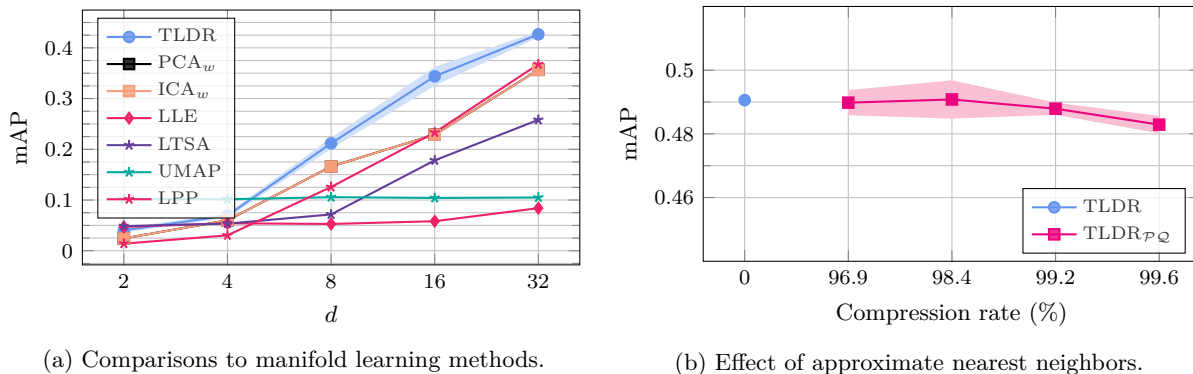 0.4
0.3
0.2
0.1
0
mAP
TLDR
PCA_w
ICA_w
LLE
LTSA
UMAP
LPP
2 4 8 16 32
d
(a) Comparisons to manifold learning methods.
0.5
0.48
0.46
mAP
TLDR
TLDR_𝒫𝒬
0 96.9 98.4 99.2 99.6
Compression rate (%)
(b) Effect of approximate nearest neighbors.